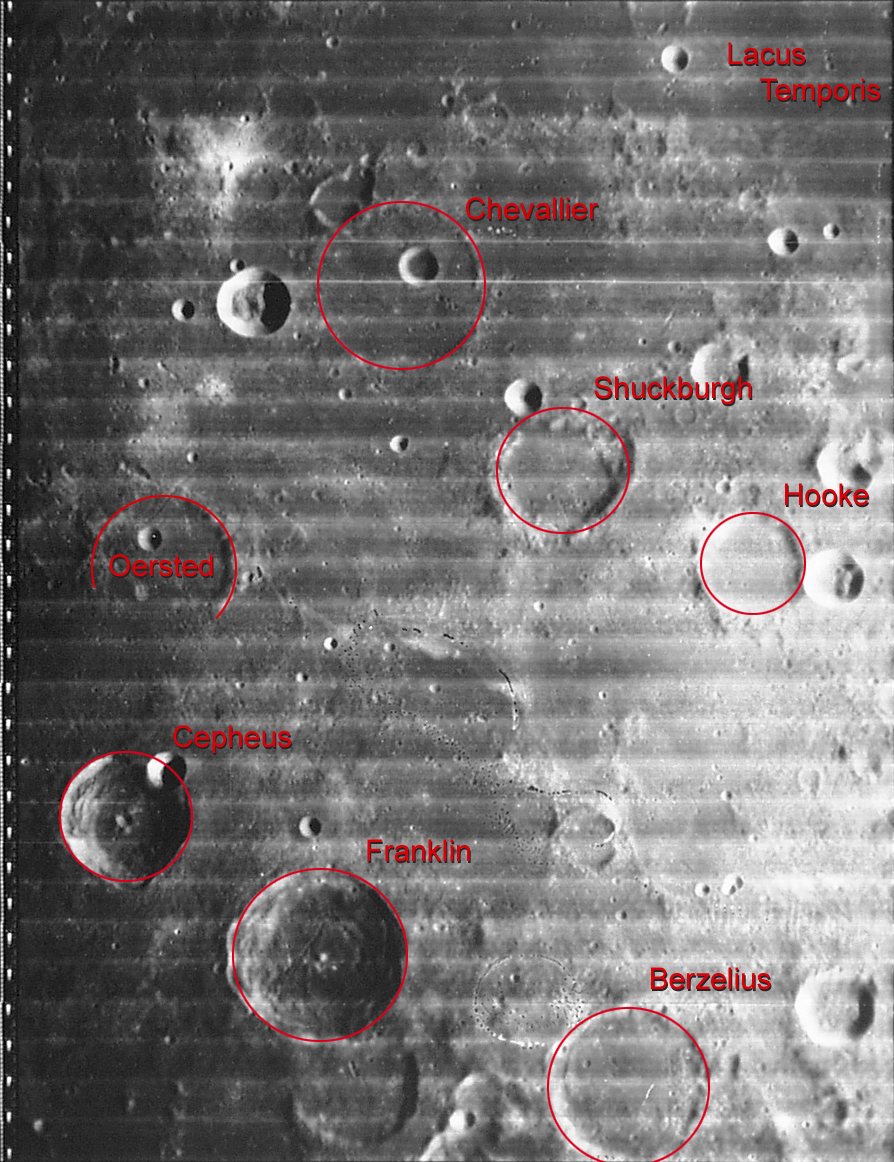 Lacus
Temporis
Chevallier
Shuckburgh
Hooke
Oersted
Cepheus
Franklin
Berzelius